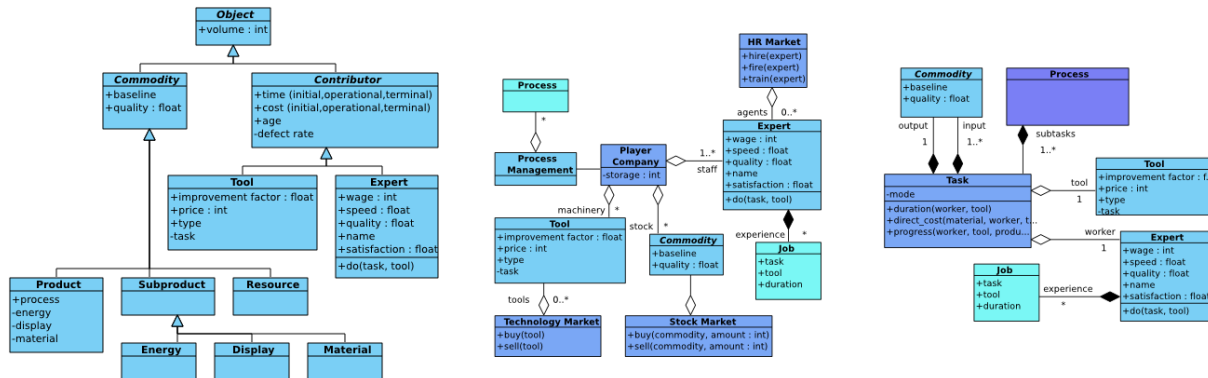 Object
+volume : int
Commodity
+baseline
+quality : float
Contributor
+time (initial,operational,terminal)
+cost (initial,operational,terminal)
+age
-defect rate
Tool
+improvement factor : float
+price : int
+type
-task
Expert
+wage : int
+speed : float
+quality : float
+name
+satisfaction : float
+do(task, tool)
Product
+process
-energy
-display
-material
Subproduct
Resource
Energy
Display
Material
HR Market
+hire(expert)
+fire(expert)
+train(expert)
agents
0..*
Process
*
Process
Management
Player
Company
-storage : int
1..*
staff
Expert
+wage : int
+speed : float
+quality : float
+name
+satisfaction : float
+do(task, tool)
machinery
*
stock
*
Tool
+improvement factor : float
+price : int
+type
-task
Commodity
+baseline
+quality : float
experience
*
Job
+task
+tool
+duration
tools
0..*
Technology Market
+buy(tool)
+sell(tool)
Stock Market
+buy(commodity, amount : int)
+sell(commodity, amount : int)
Commodity
+baseline
+quality : float
Process
output
1
input
1..*
subtasks
1..*
Task
-mode
+duration(worker, tool)
+direct_cost(material, worker, t...
+progress(worker, tool, produ...
tool
1
Tool
+improvement factor : f...
+price : int
+type
-task
worker
1
Expert
+wage : int
+speed : float
+quality : float
+name
+satisfaction : float
+do(task, tool)
Job
+task
+tool
+duration
experience
*